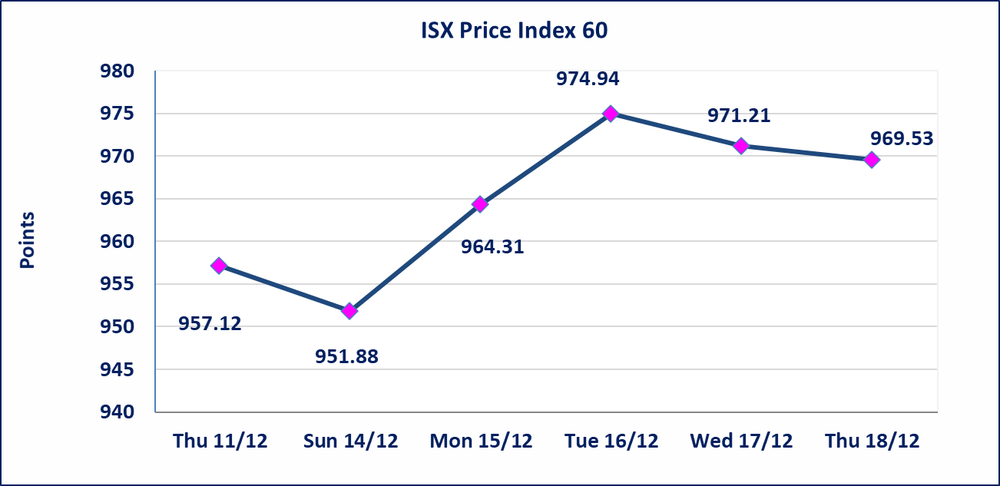 ISX Price Index 60
980
975
970
965
960
955
950
945
940
Points
957.12
951.88
964.31
974.94
971.21
969.53
Thu 11/12
Sun 14/12
Mon 15/12
Tue 16/12
Wed 17/12
Thu 18/12